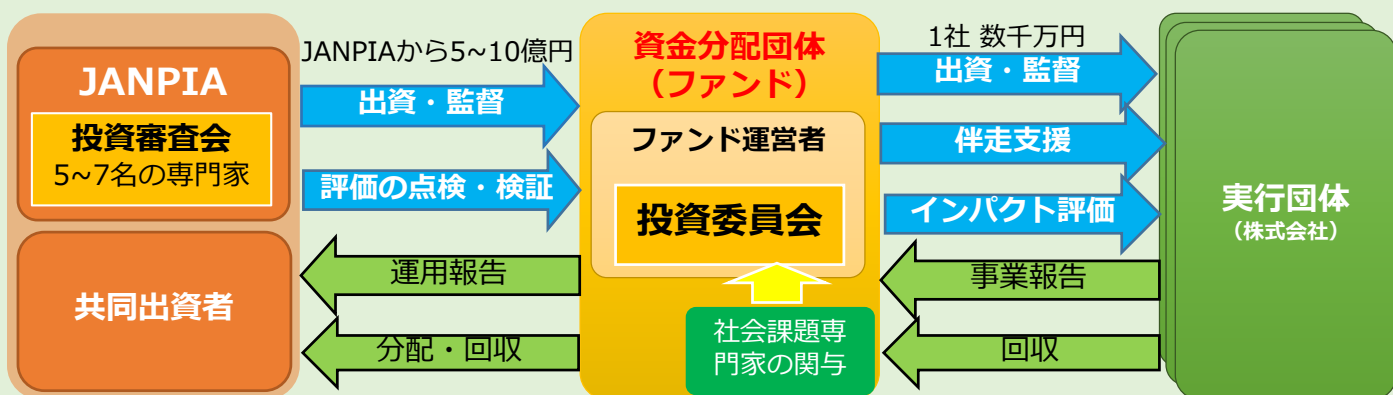 JANPIA
投資審査会
5~7名の専門家
共同出資者
JANPIAから5~10億円
出資・監督
評価の点検・検証
運用報告
分配・回収
資金分配団体
（ファンド）
ファンド運営者
投資委員会
社会課題専
門家の関与
1社 数千万円
出資・監督
伴走支援
インパクト評価
事業報告
回収
実行団体
（株式会社）